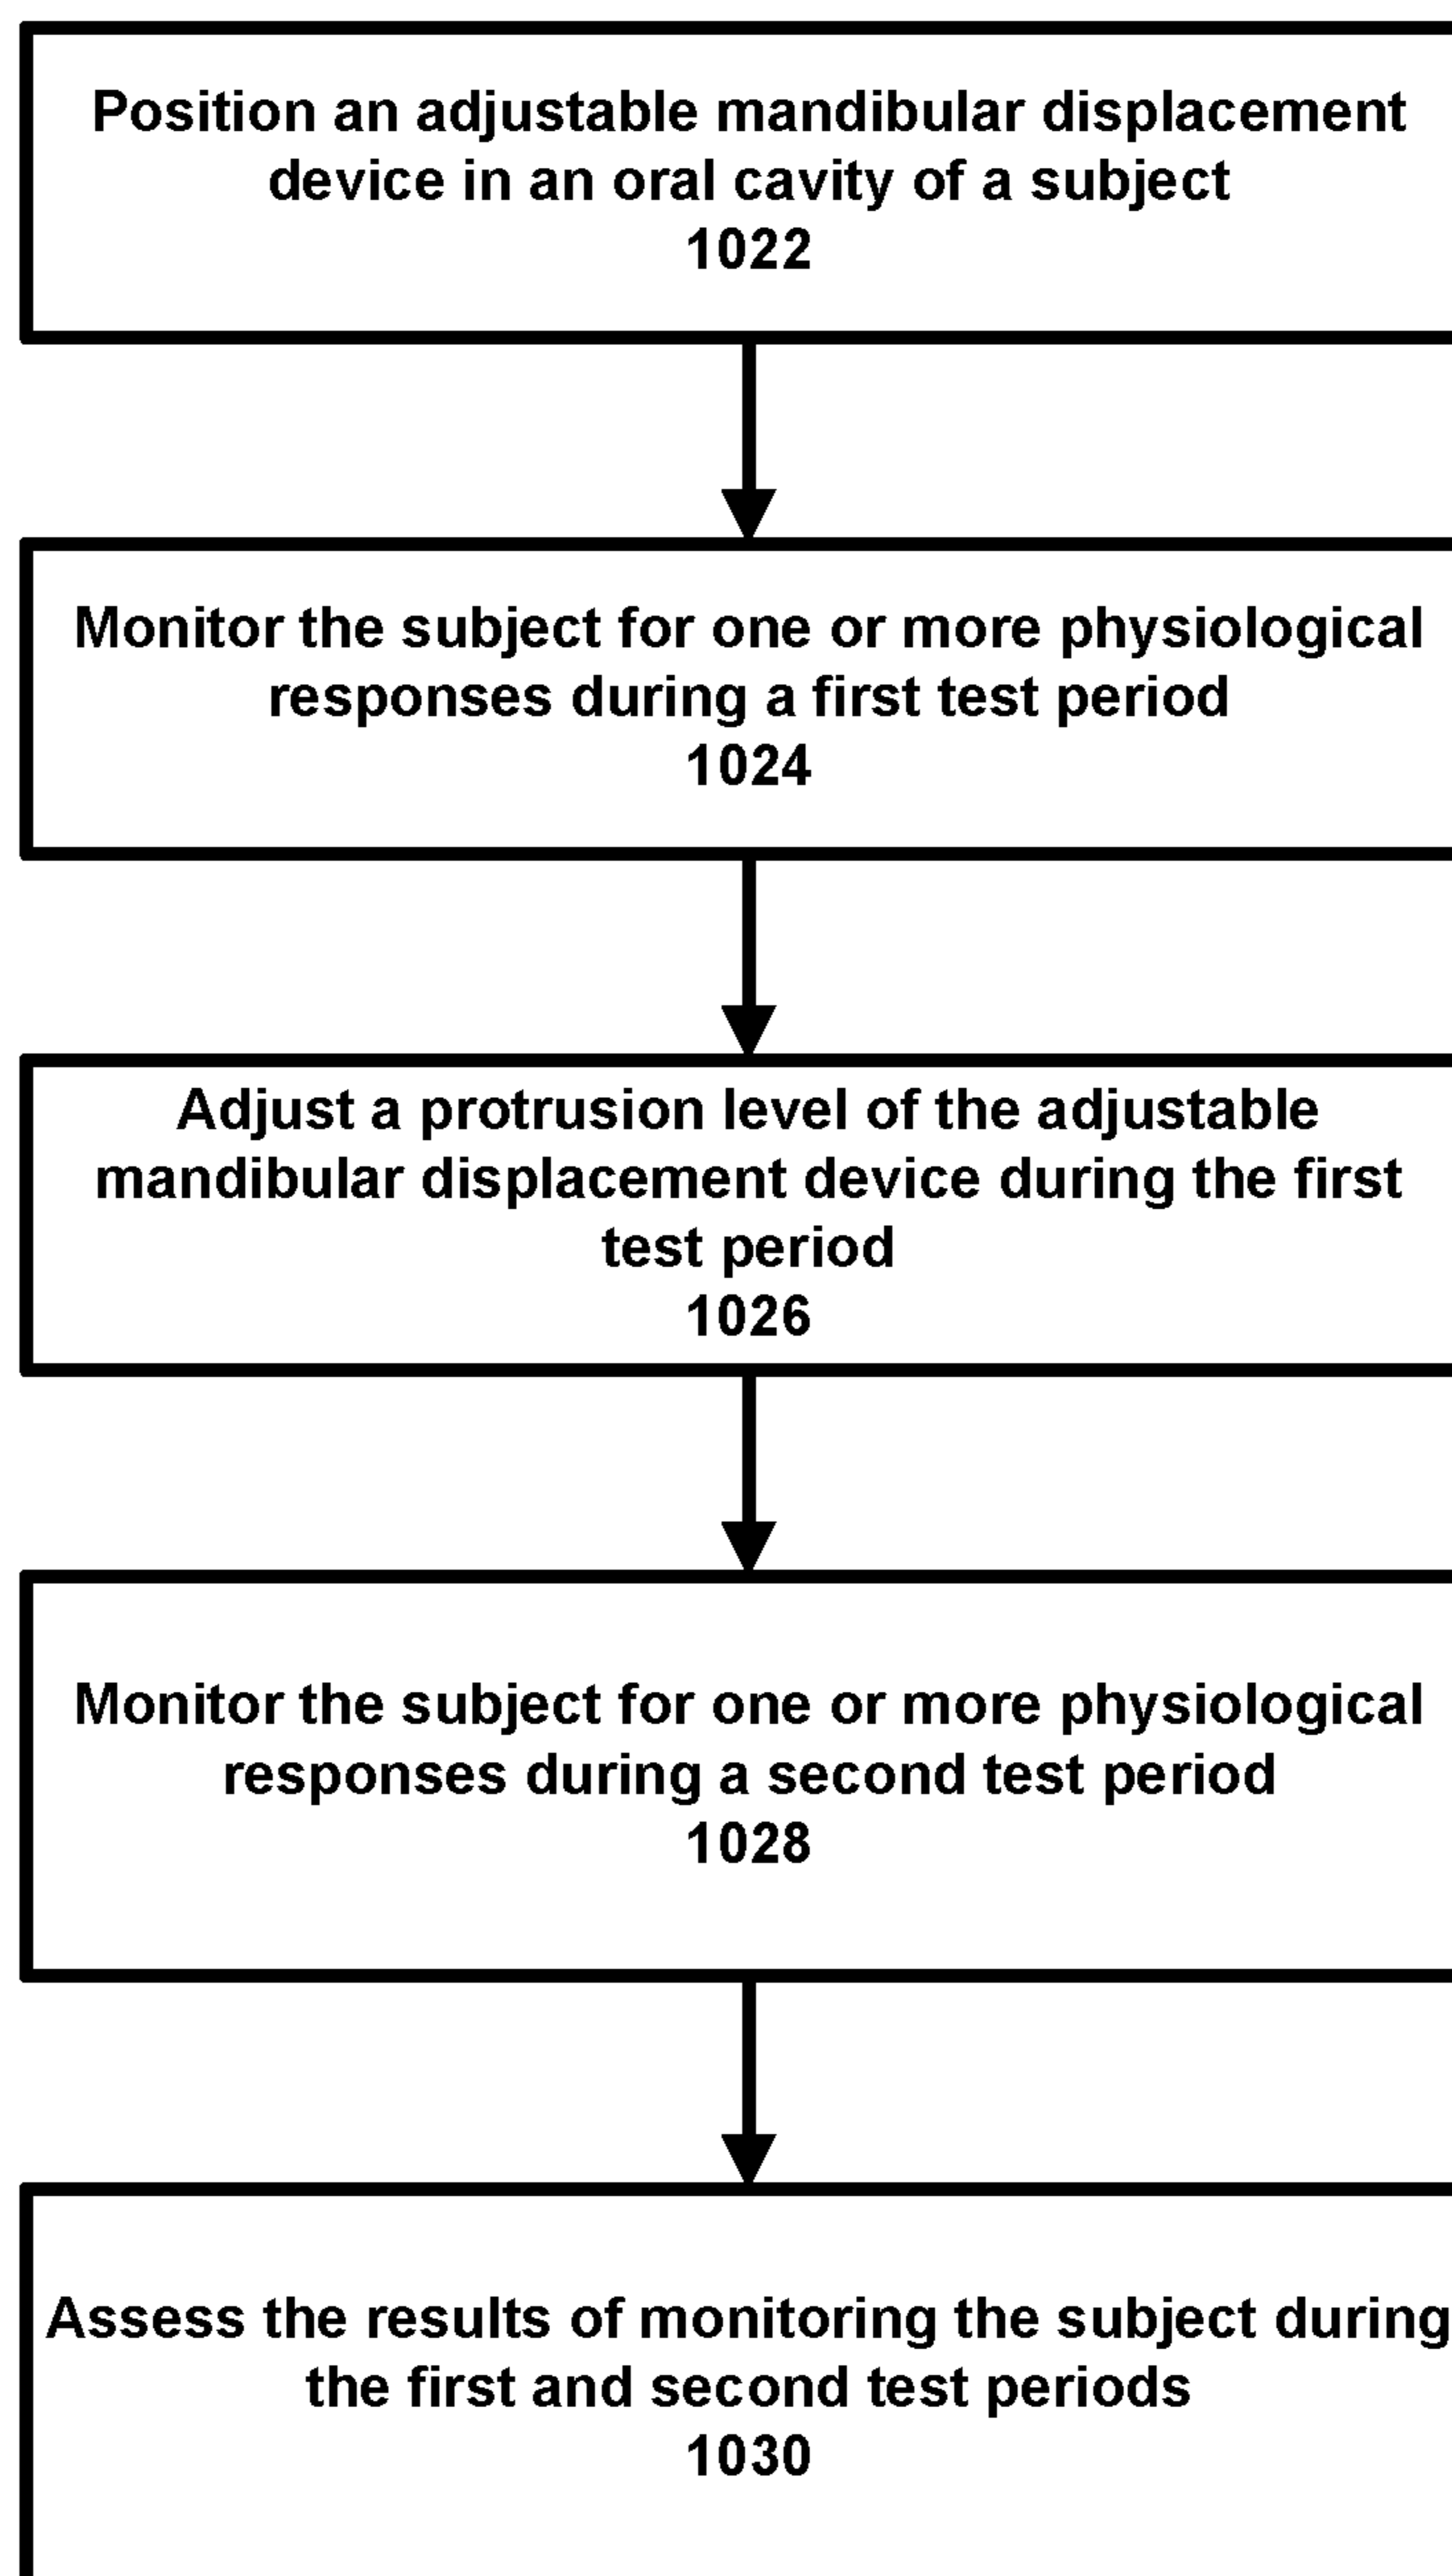 Position an adjustable mandibular displacement
device in an oral cavity of a subject
1022
Monitor the subject for one or more physiological
responses during a first test period
1024
Adjust a protrusion level of the adjustable
mandibular displacement device during the first
test period
1026
Monitor the subject for one or more physiological
responses during a second test period
1028
Assess the results of monitoring the subject during
the first and second test periods
1030